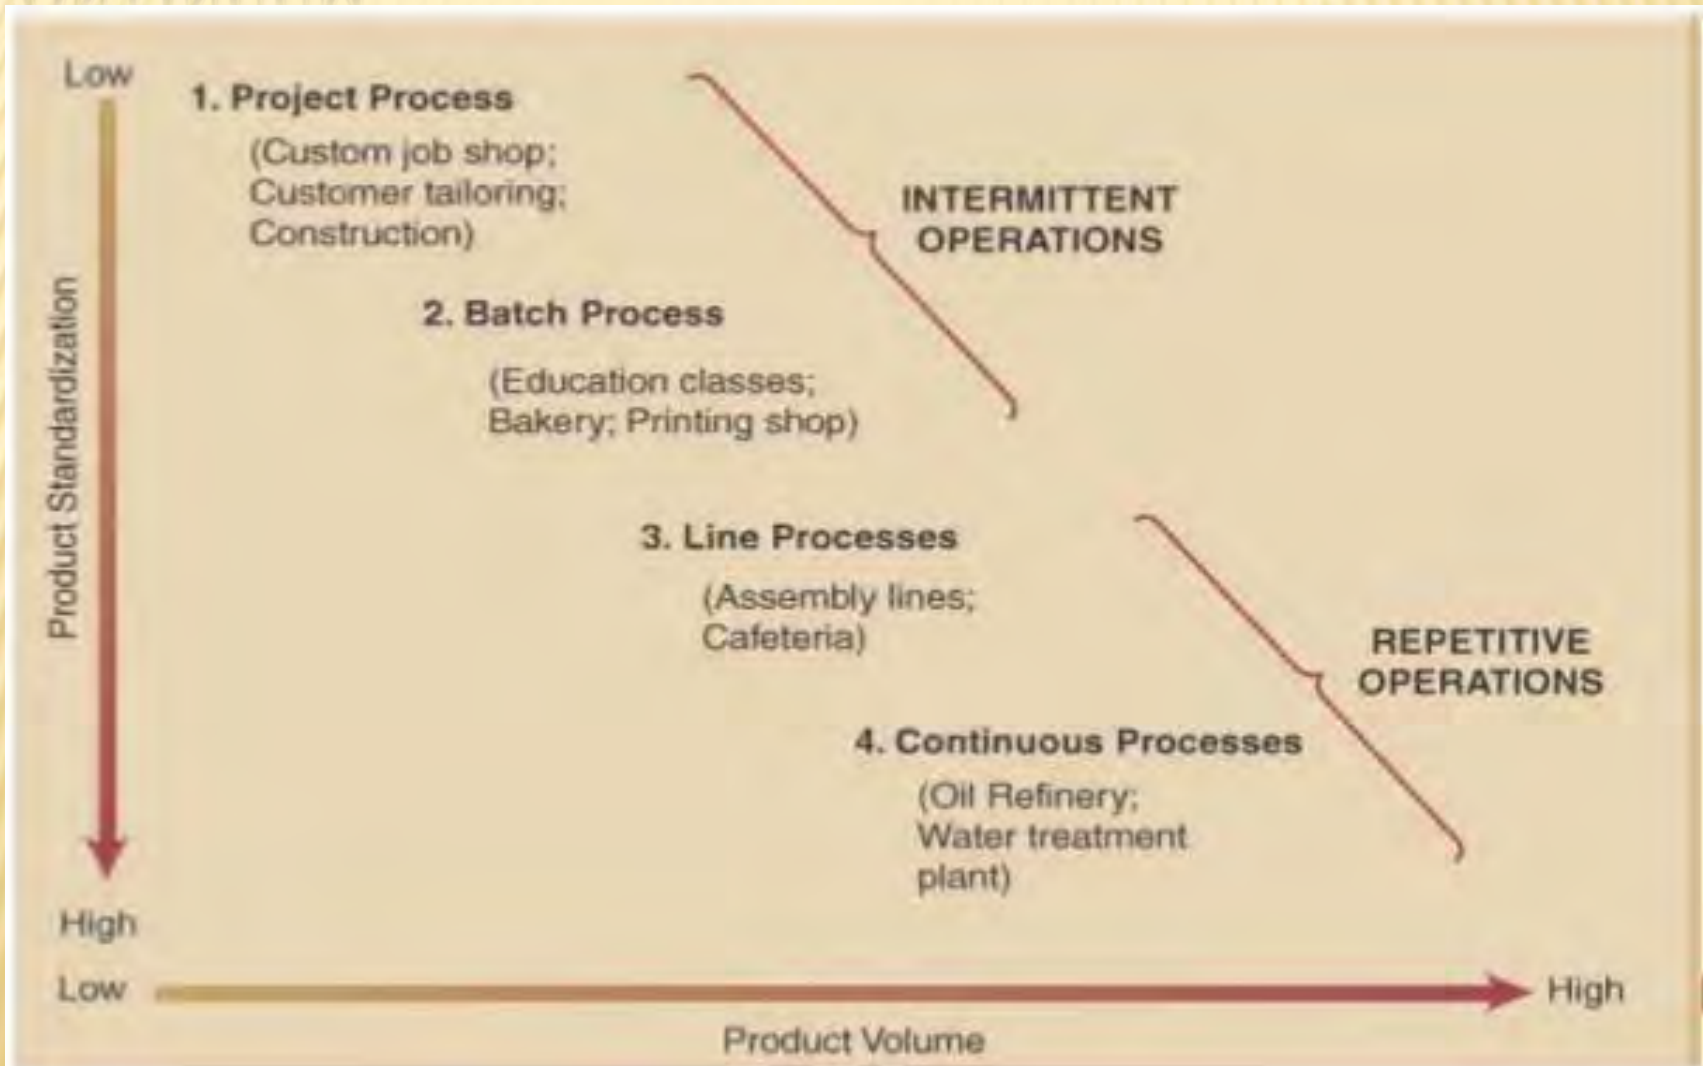 Low
1. Project Process
(Custom job shop;
Customer tailoring;
Construction)
INTERMITTENT
OPERATIONS
2. Batch Process
(Education classes;
Bakery; Printing shop)
Product Standardization
3. Line Processes
(Assembly lines;
Cafeteria)
REPETITIVE
OPERATIONS
4. Continuous Processes
(Oil Refinery;
Water treatment
plant)
High
Low
High
Product Volume